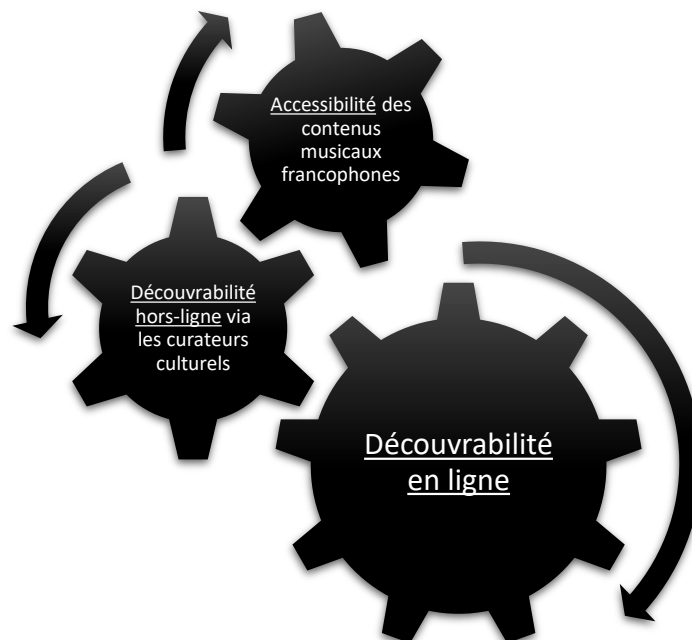 Accessibilité des
contenus
musicaux
francophones
Découvrabilité
hors-ligne via
les curateurs
culturels
Découvrabilité
en ligne